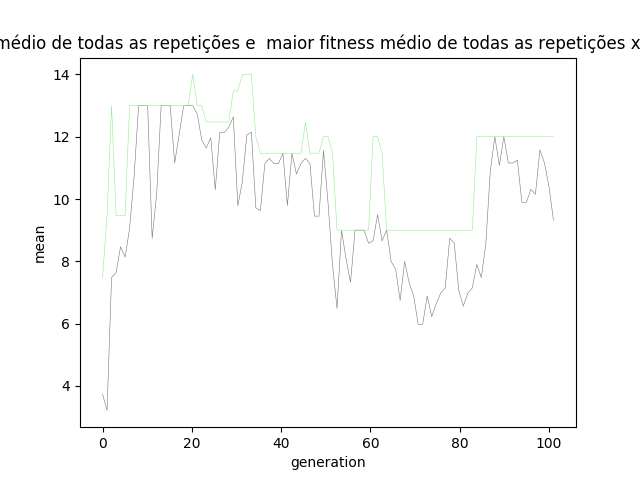 médio de todas as repetições e  maior fitness médio de todas as repetições x
14
12
10
8
6
4
mean
0 20 40 60 80 100
generation